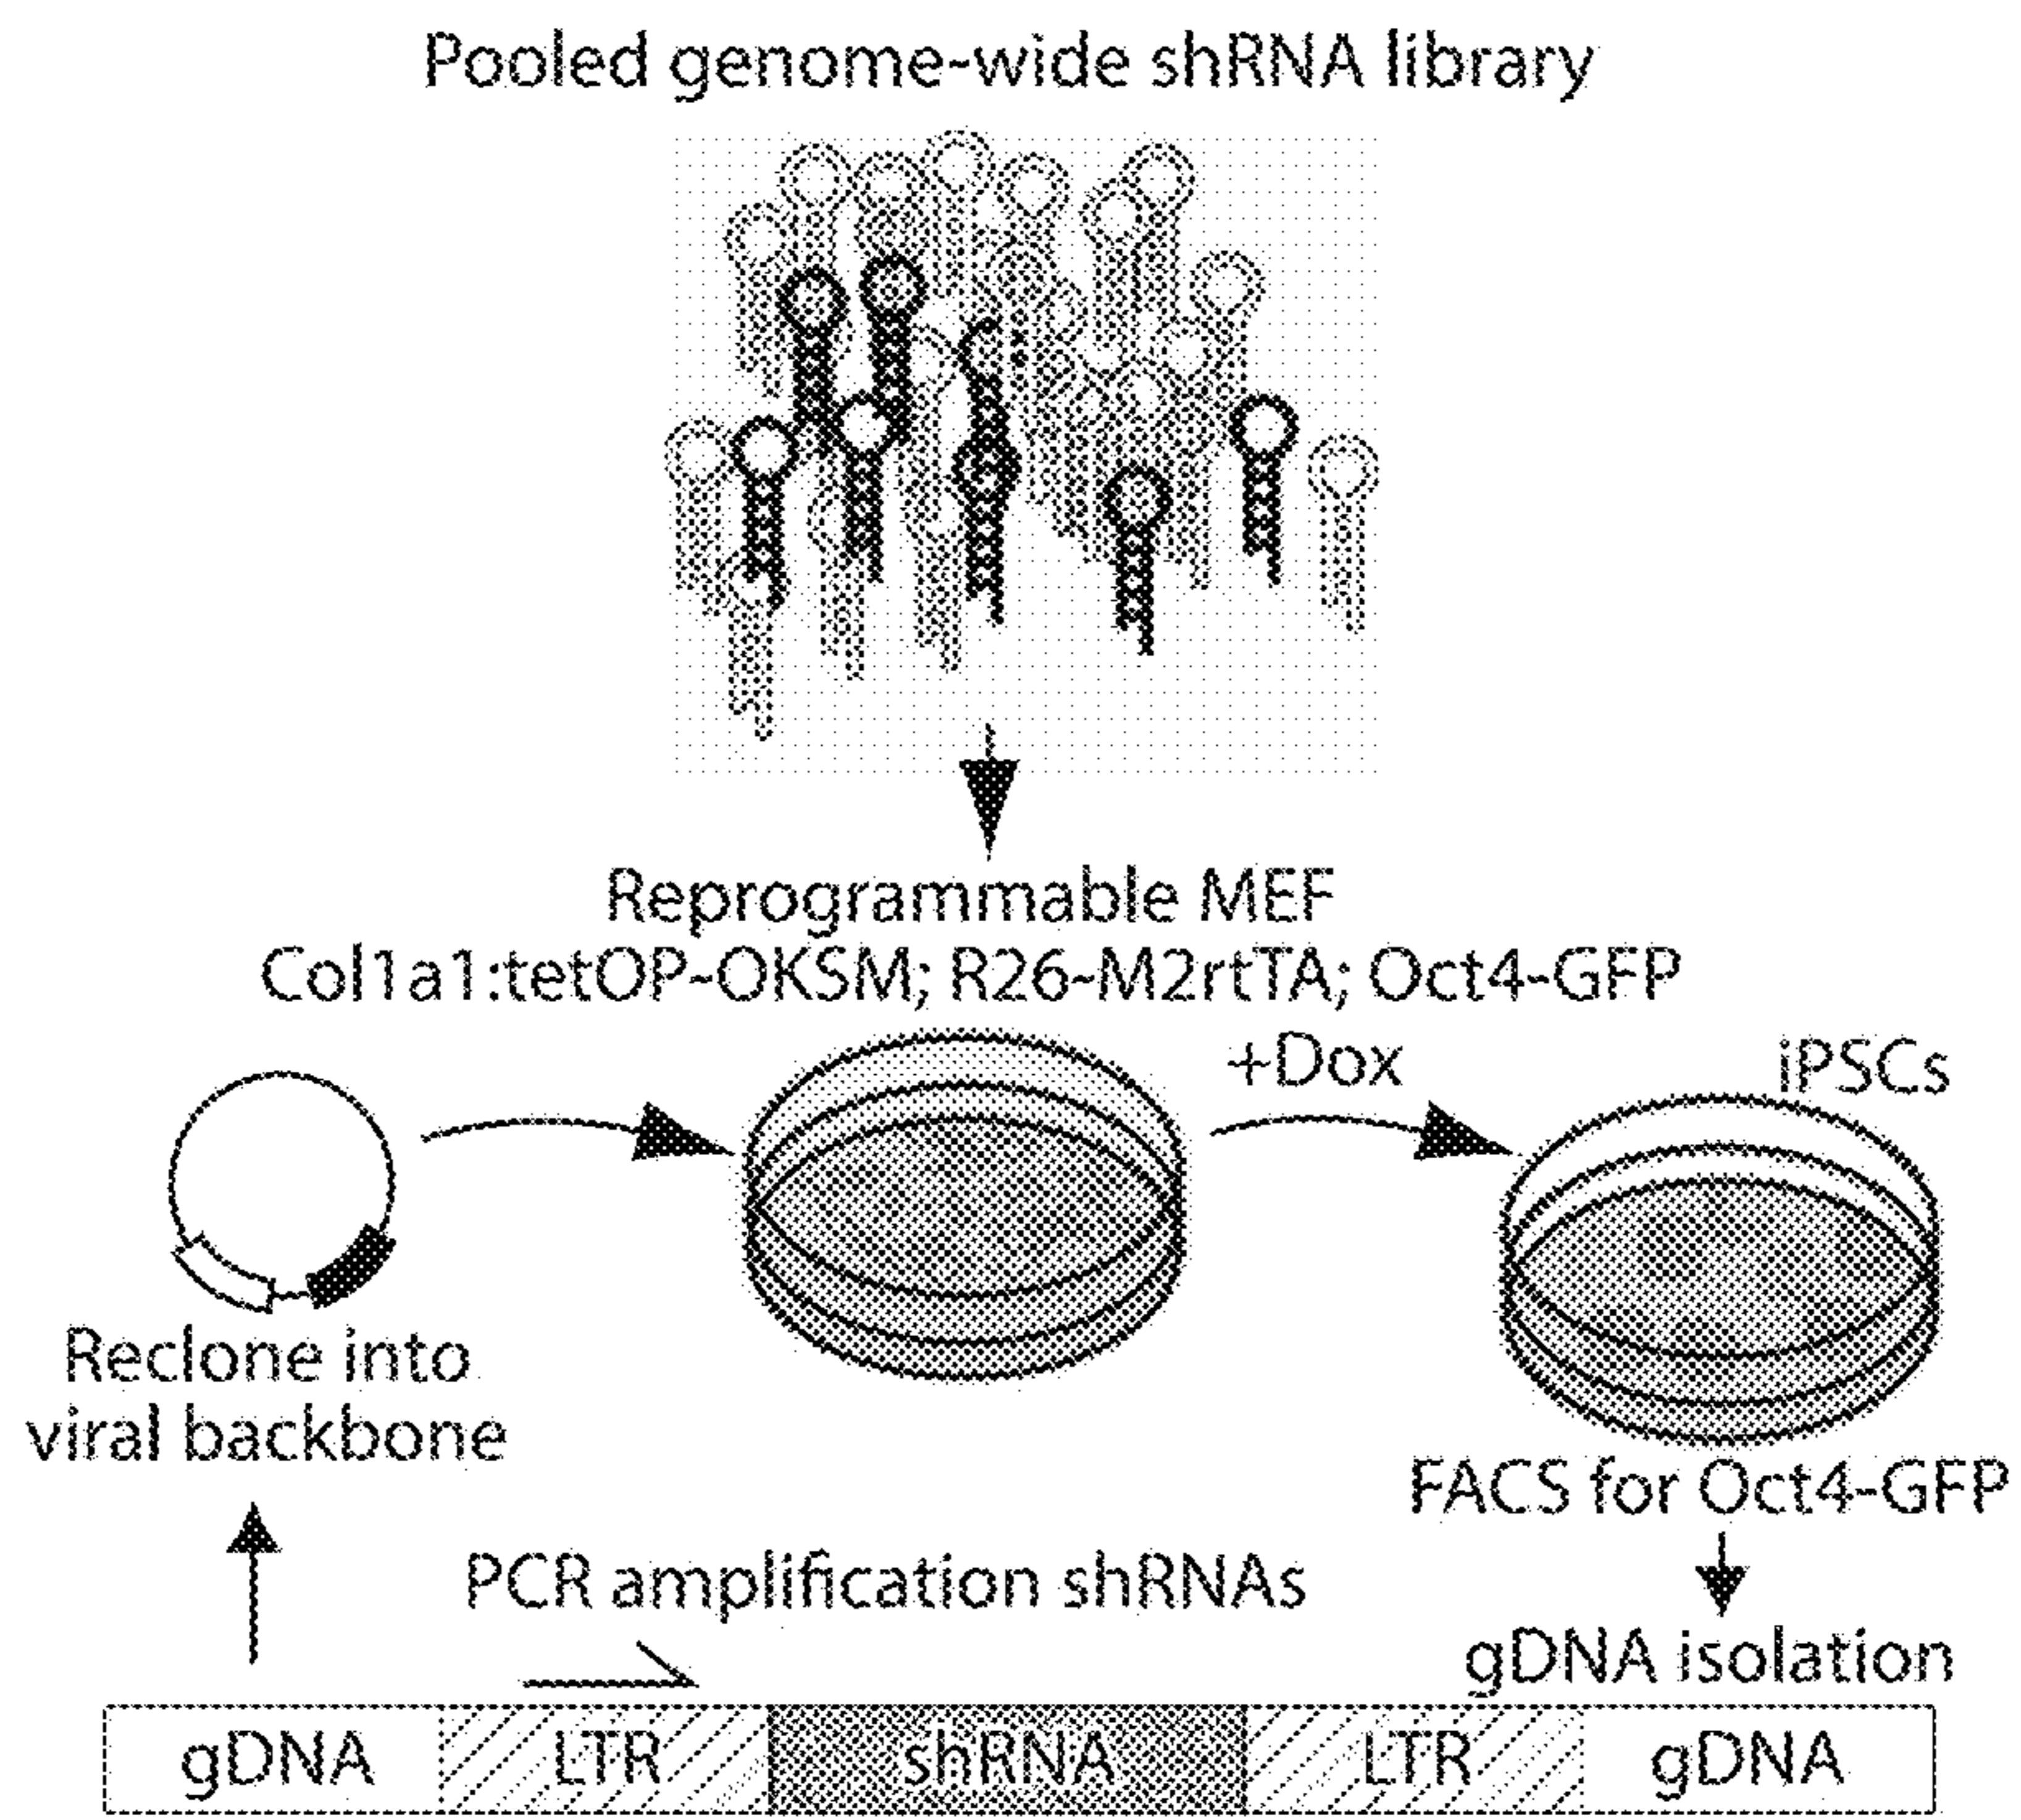 Pooled genome-wide shRNA library
Reprogrammable MEF
Col1a1:tetOP-OKSM; R26-M2rtTA; Oct4-GFP
+Dox
iPSCs
Reclone into
viral backbone
FACS for Oct4-GFP
PCR amplification shRNAs
gDNA isolation
gDNA LTR shRNA LTR gDNA